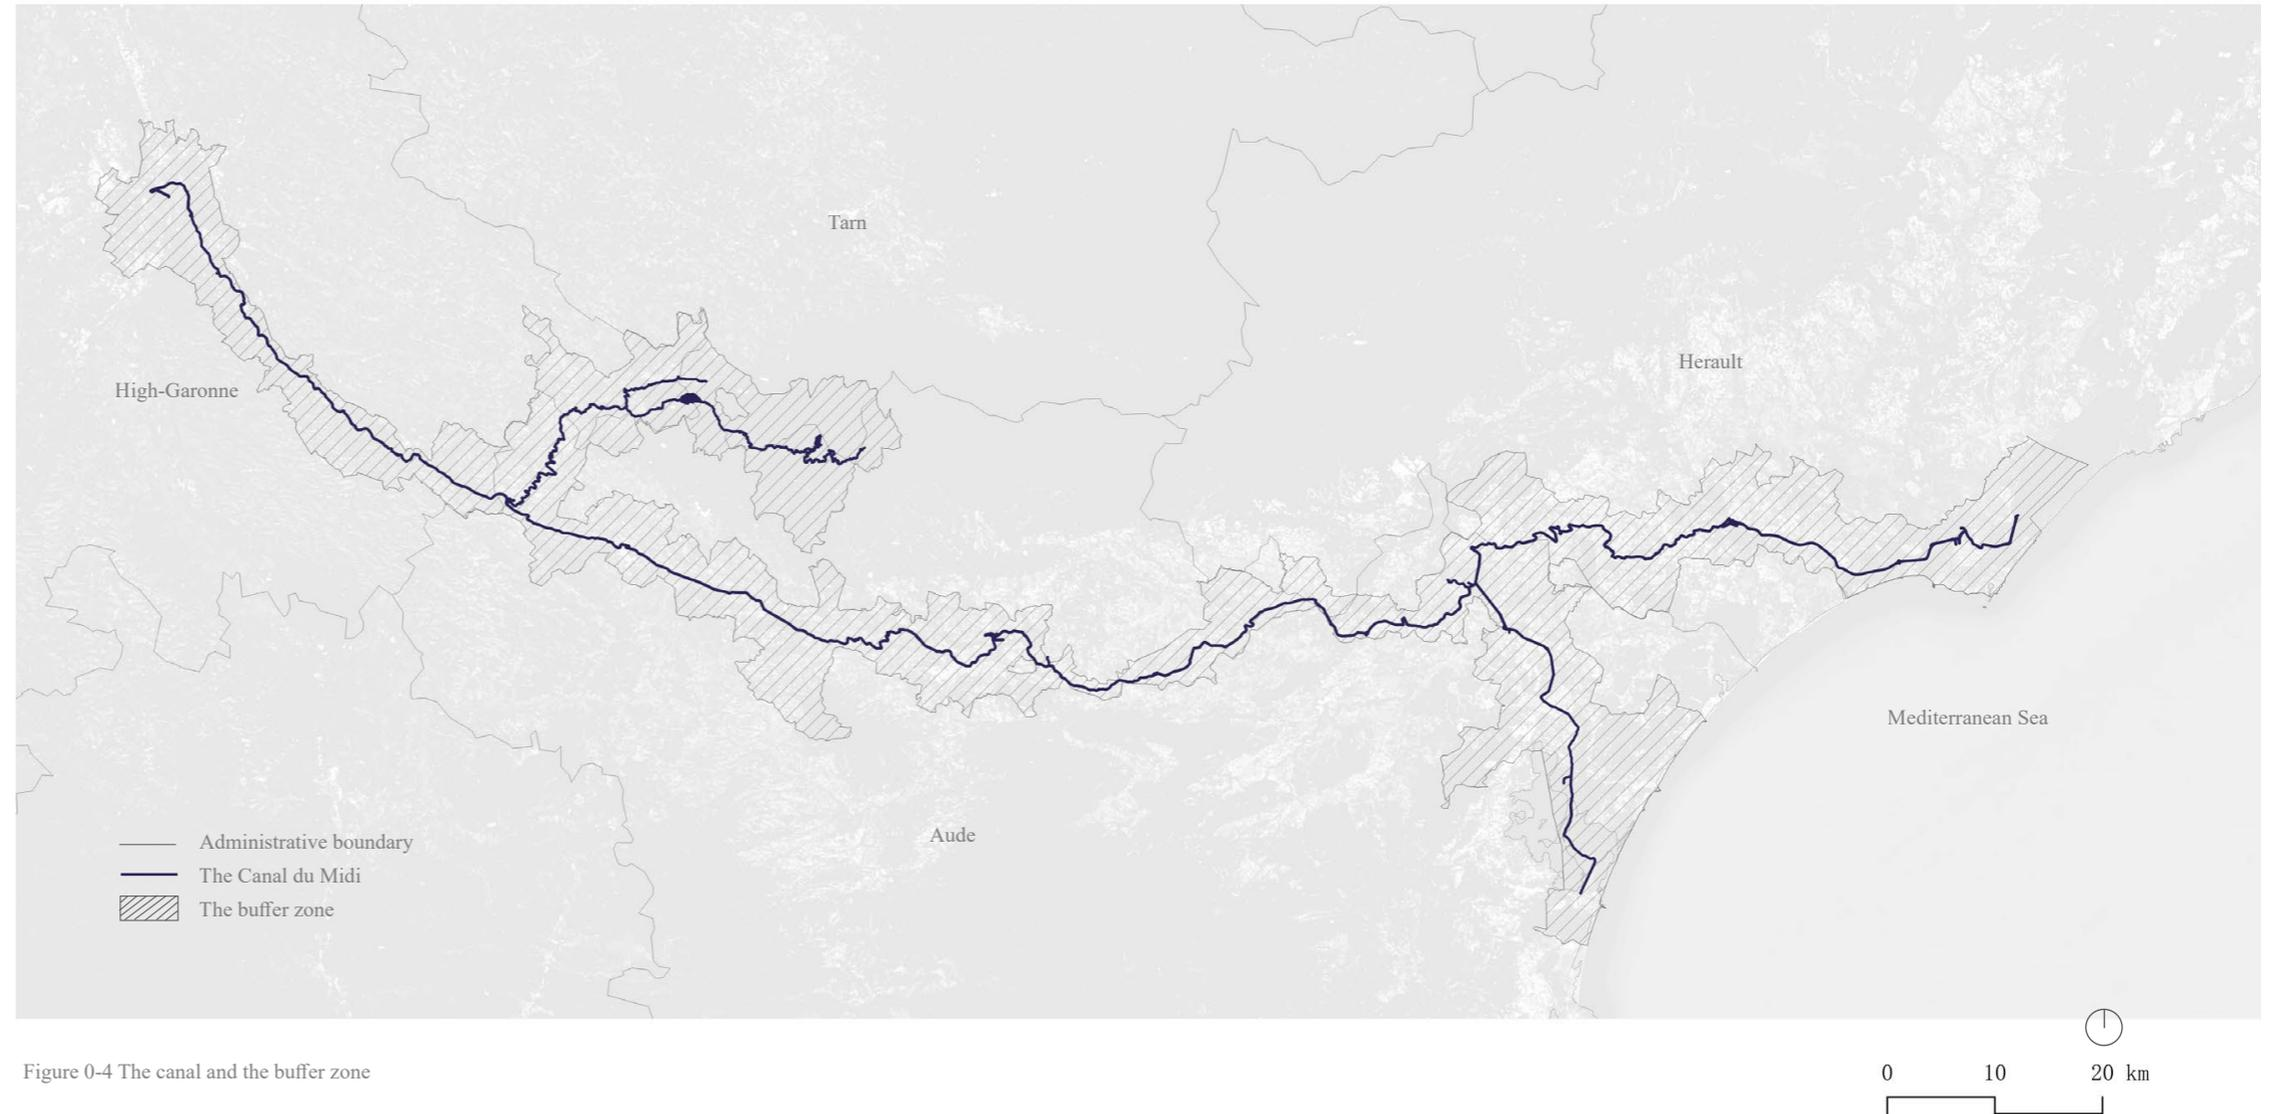 Tarn
Herault
High-Garonne
Mediterranean Sea
Aude
Administrative boundary
The Canal du Midi
The buffer zone
Figure 0-4 The canal and the buffer zone
0 10 20 km